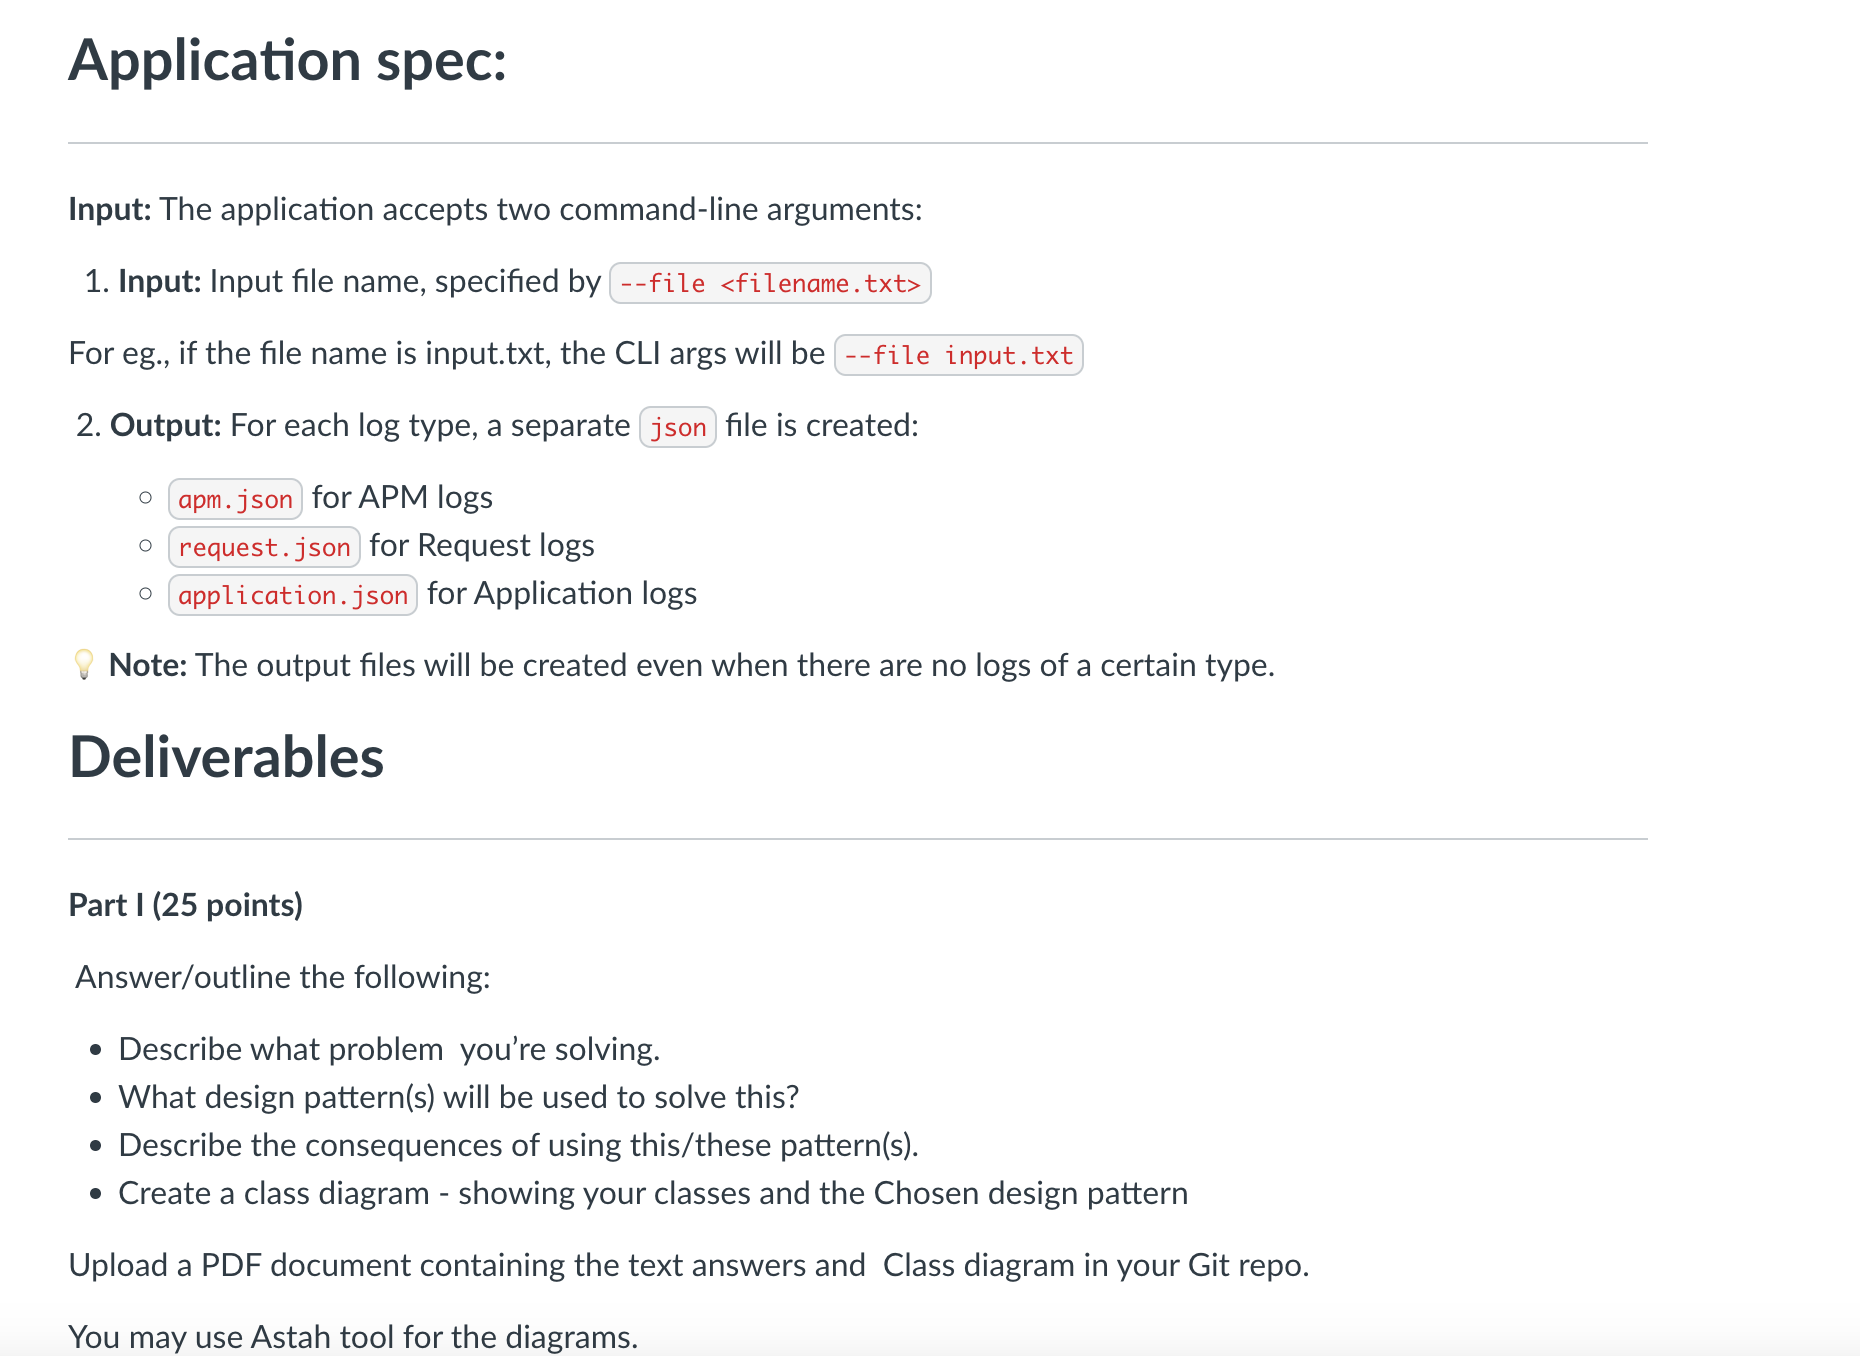 Application spec:
Input: The application accepts two command-line arguments:
1. Input: Input file name, specified by --file <filename.txt>
For eg., if the file name is input.txt, the CLI args will be --file input.txt
2. Output: For each log type, a separate json file is created:
apm.json for APM logs
request.json for Request logs
application.json for Application logs
💡 Note: The output files will be created even when there are no logs of a certain type.
Deliverables
Part I (25 points)
Answer/outline the following:
Describe what problem  you’re solving.
What design pattern(s) will be used to solve this?
Describe the consequences of using this/these pattern(s).
Create a class diagram - showing your classes and the Chosen design pattern
Upload a PDF document containing the text answers and  Class diagram in your Git repo.
You may use Astah tool for the diagrams.